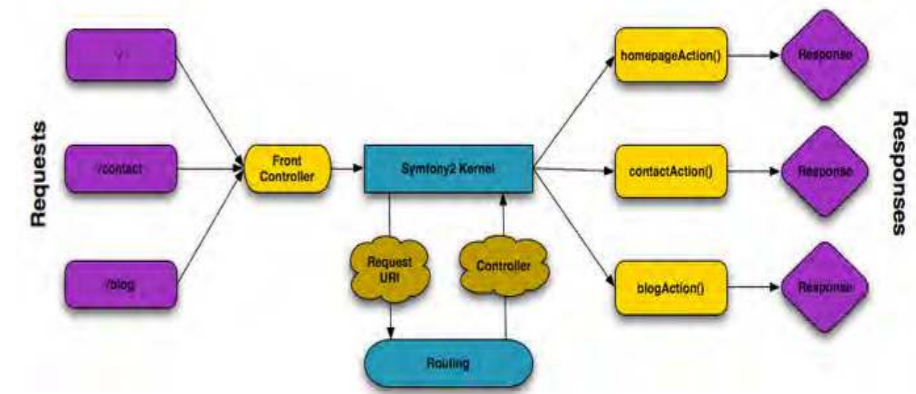 Requests
/
/contact
/blog
Front
Controller
Symfony2 Kernel
Request
URI
Controller
Routing
homepageAction()
contactAction()
blogAction()
Response
Response
Response
Responses